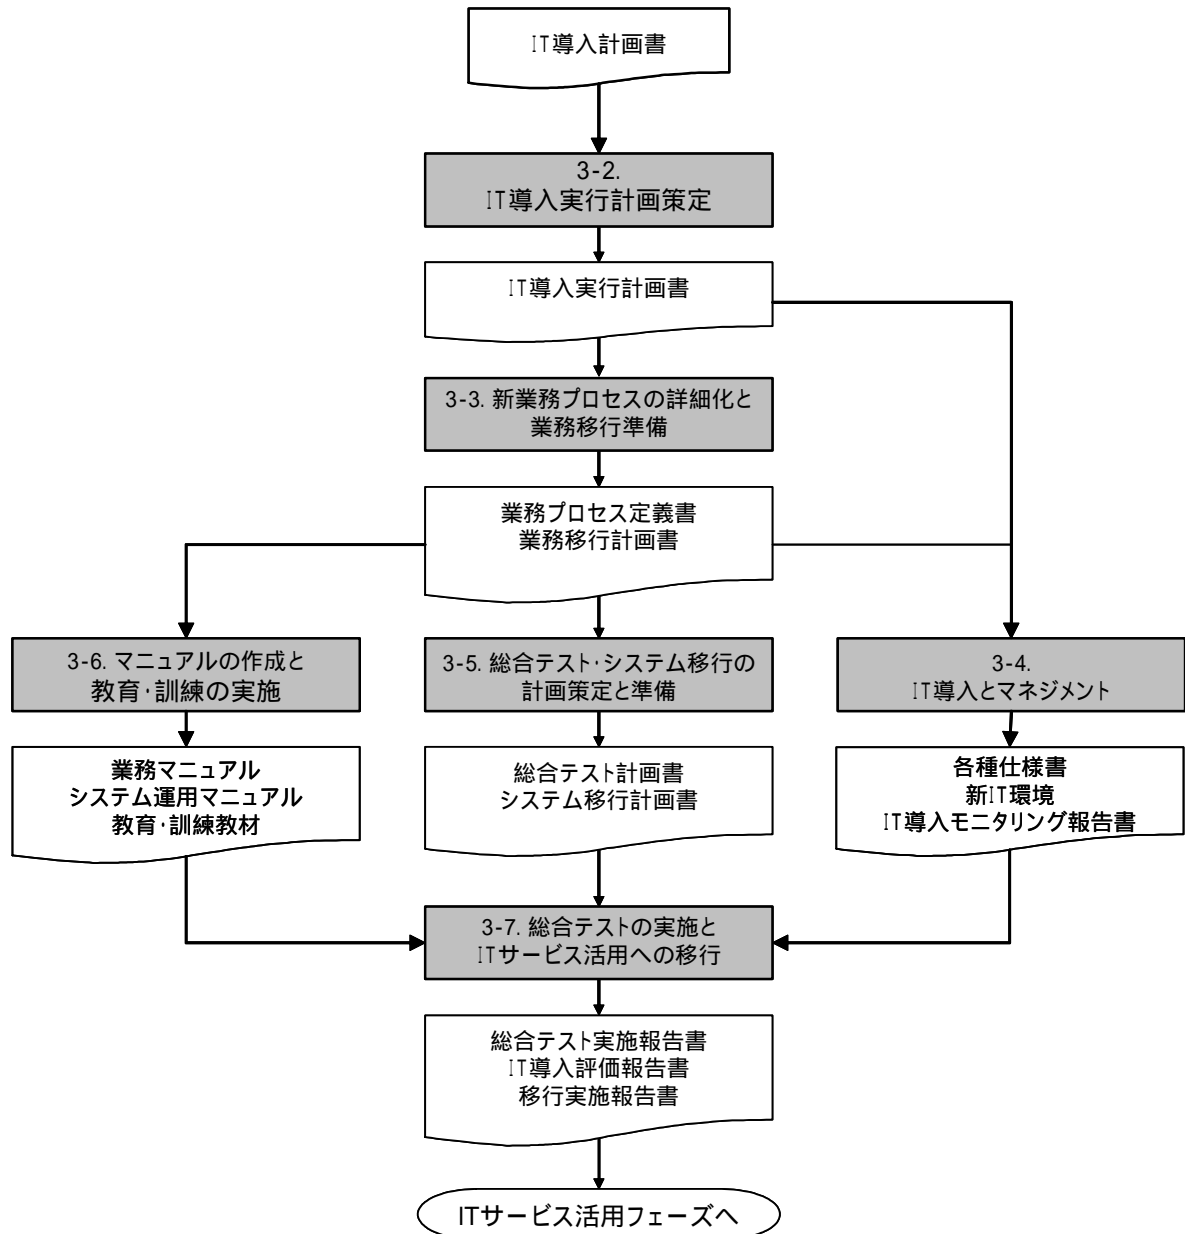 IT導入計画書
3-2.
IT導入実行計画策定
IT導入実行計画書
3-3. 新業務プロセスの詳細化と
業務移行準備
業務プロセス定義書
業務移行計画書
3-6. マニュアルの作成と
教育・訓練の実施
3-5. 総合テスト・システム移行の
計画策定と準備
3-4.
IT導入とマネジメント
業務マニュアル
システム運用マニュアル
教育・訓練教材
総合テスト計画書
システム移行計画書
各種仕様書
新IT環境
IT導入モニタリング報告書
3-7. 総合テストの実施と
ITサービス活用への移行
総合テスト実施報告書
IT導入評価報告書
移行実施報告書
ITサービス活用フェーズへ